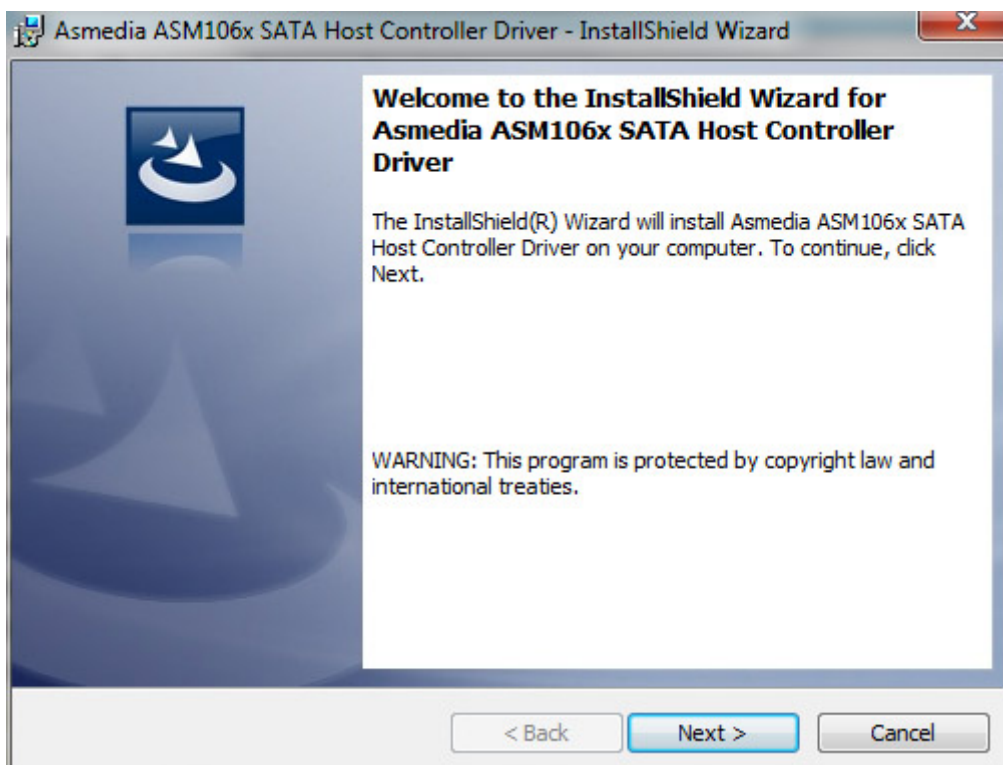 Asmedia ASM106x SATA Host Controller Driver - InstallShield Wizard
Welcome to the InstallShield Wizard for
Asmedia ASM106x SATA Host Controller
Driver
The InstallShield(R) Wizard will install Asmedia ASM106x SATA
Host Controller Driver on your computer. To continue, click
Next.
WARNING: This program is protected by copyright law and
international treaties.
< Back Next > Cancel